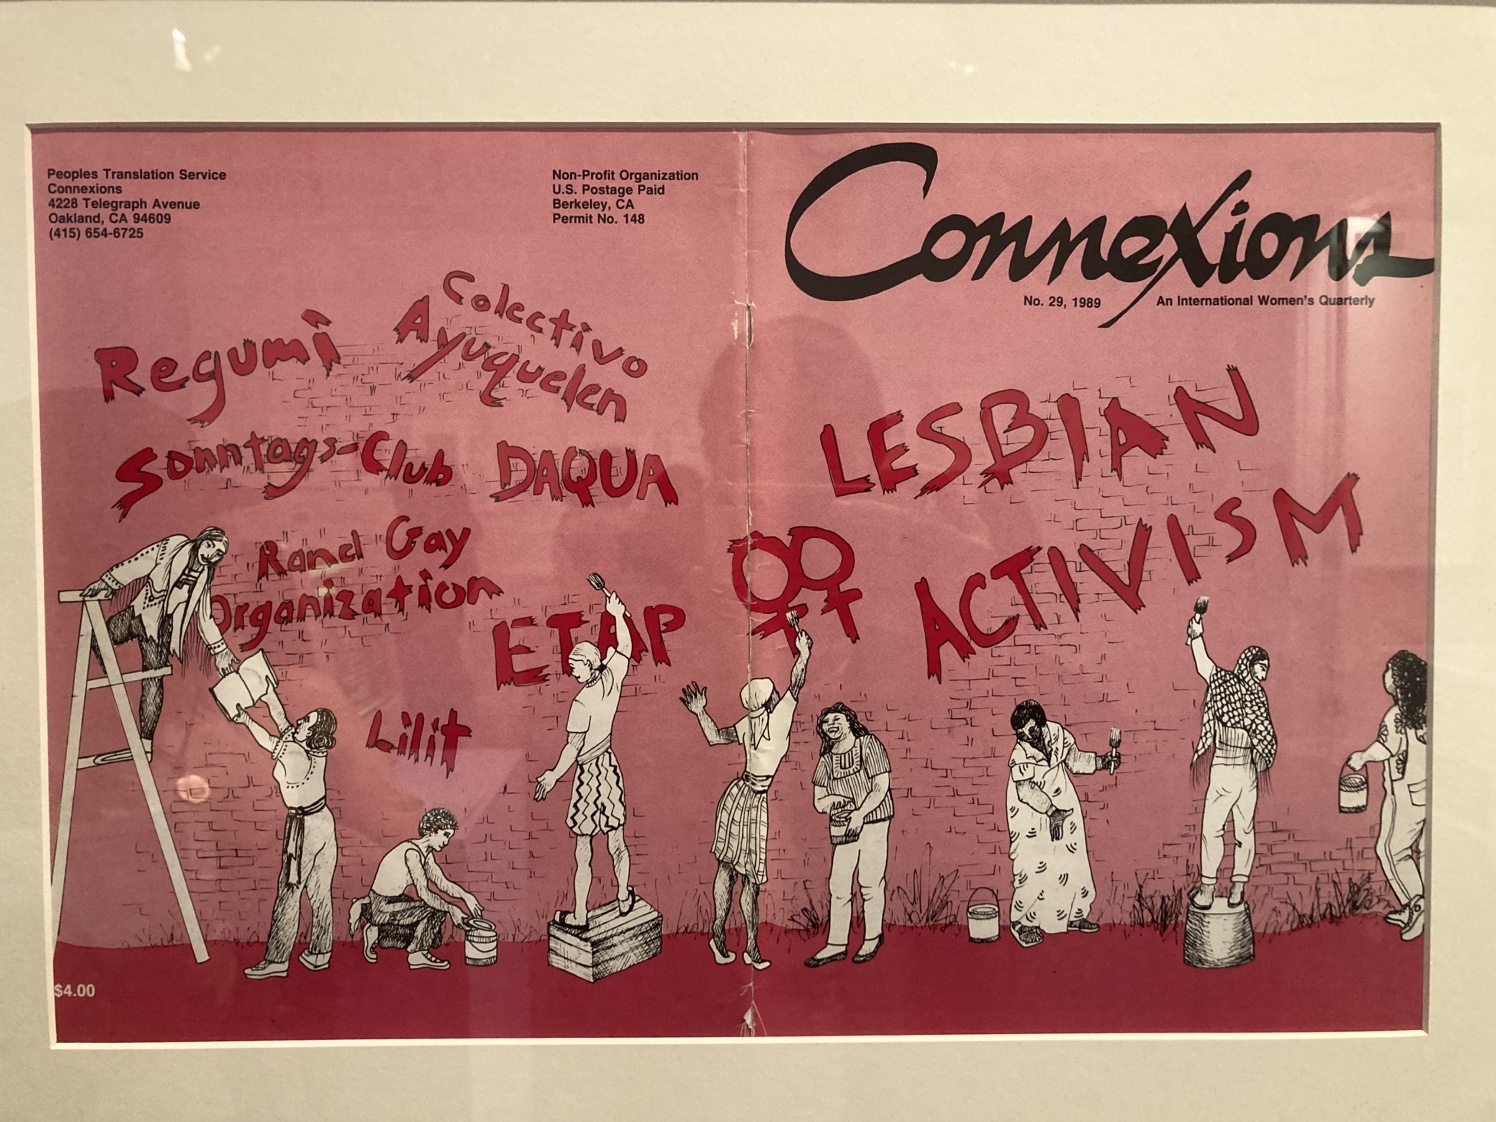 Peoples Translation Service
Connexions
4228 Telegraph Avenue
Oakland, CA 94609
(415) 654-6725
Non-Profit Organization
U.S. Postage Paid
Berkeley, CA
Permit No. 148
Connexions
No. 29, 1989 An International Women's Quarterly
Regumi
Colectivo
Ayuquelen
Sonntags-Club
DAQUA
Rand Gay
Organization
ETAP
Lilit
LESBIAN
ACTIVISM
$4.00